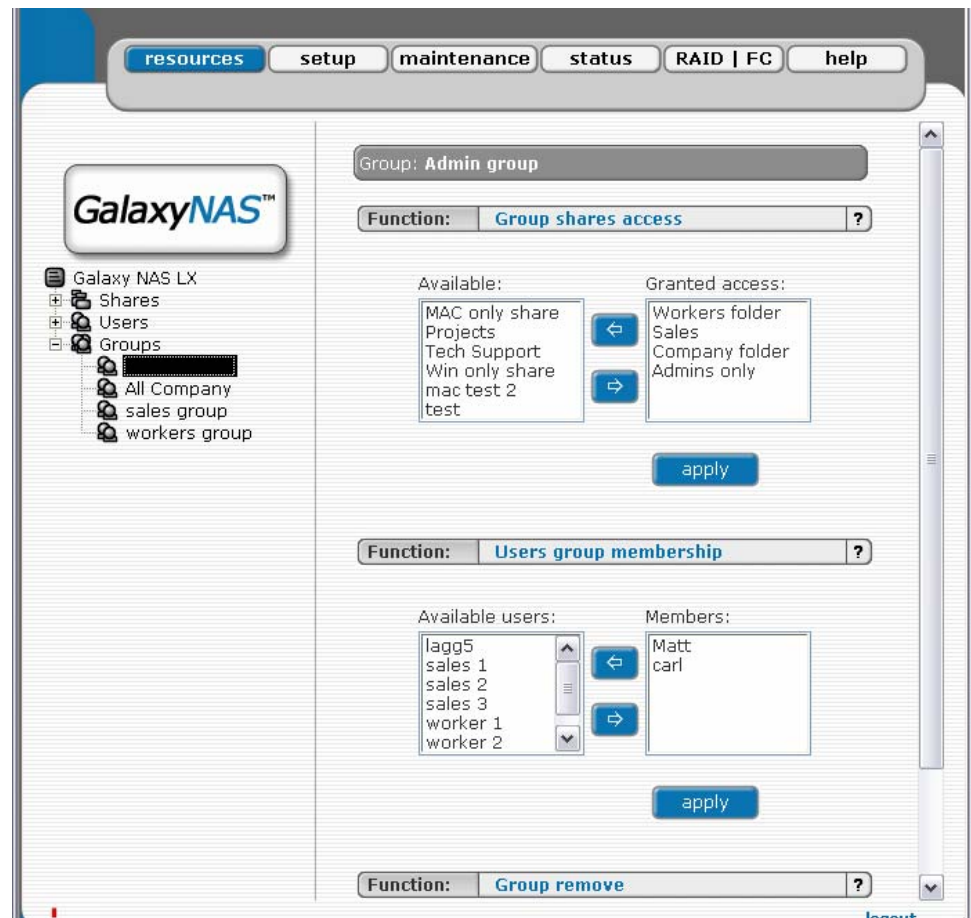 resources setup maintenance status RAID | FC help
Group: Admin group
GalaxyNAS™
Function: Group shares access ?
Galaxy NAS LX
Shares
Users
Groups
All Company
sales group
workers group
Available: Granted access:
MAC only share
Projects
Tech Support
Win only share
mac test 2
test
Workers folder
Sales
Company folder
Admins only
apply
Function: Users group membership ?
Available users: Members:
lagg5
sales 1
sales 2
sales 3
worker 1
worker 2
Matt
carl
apply
Function: Group remove ?
logout